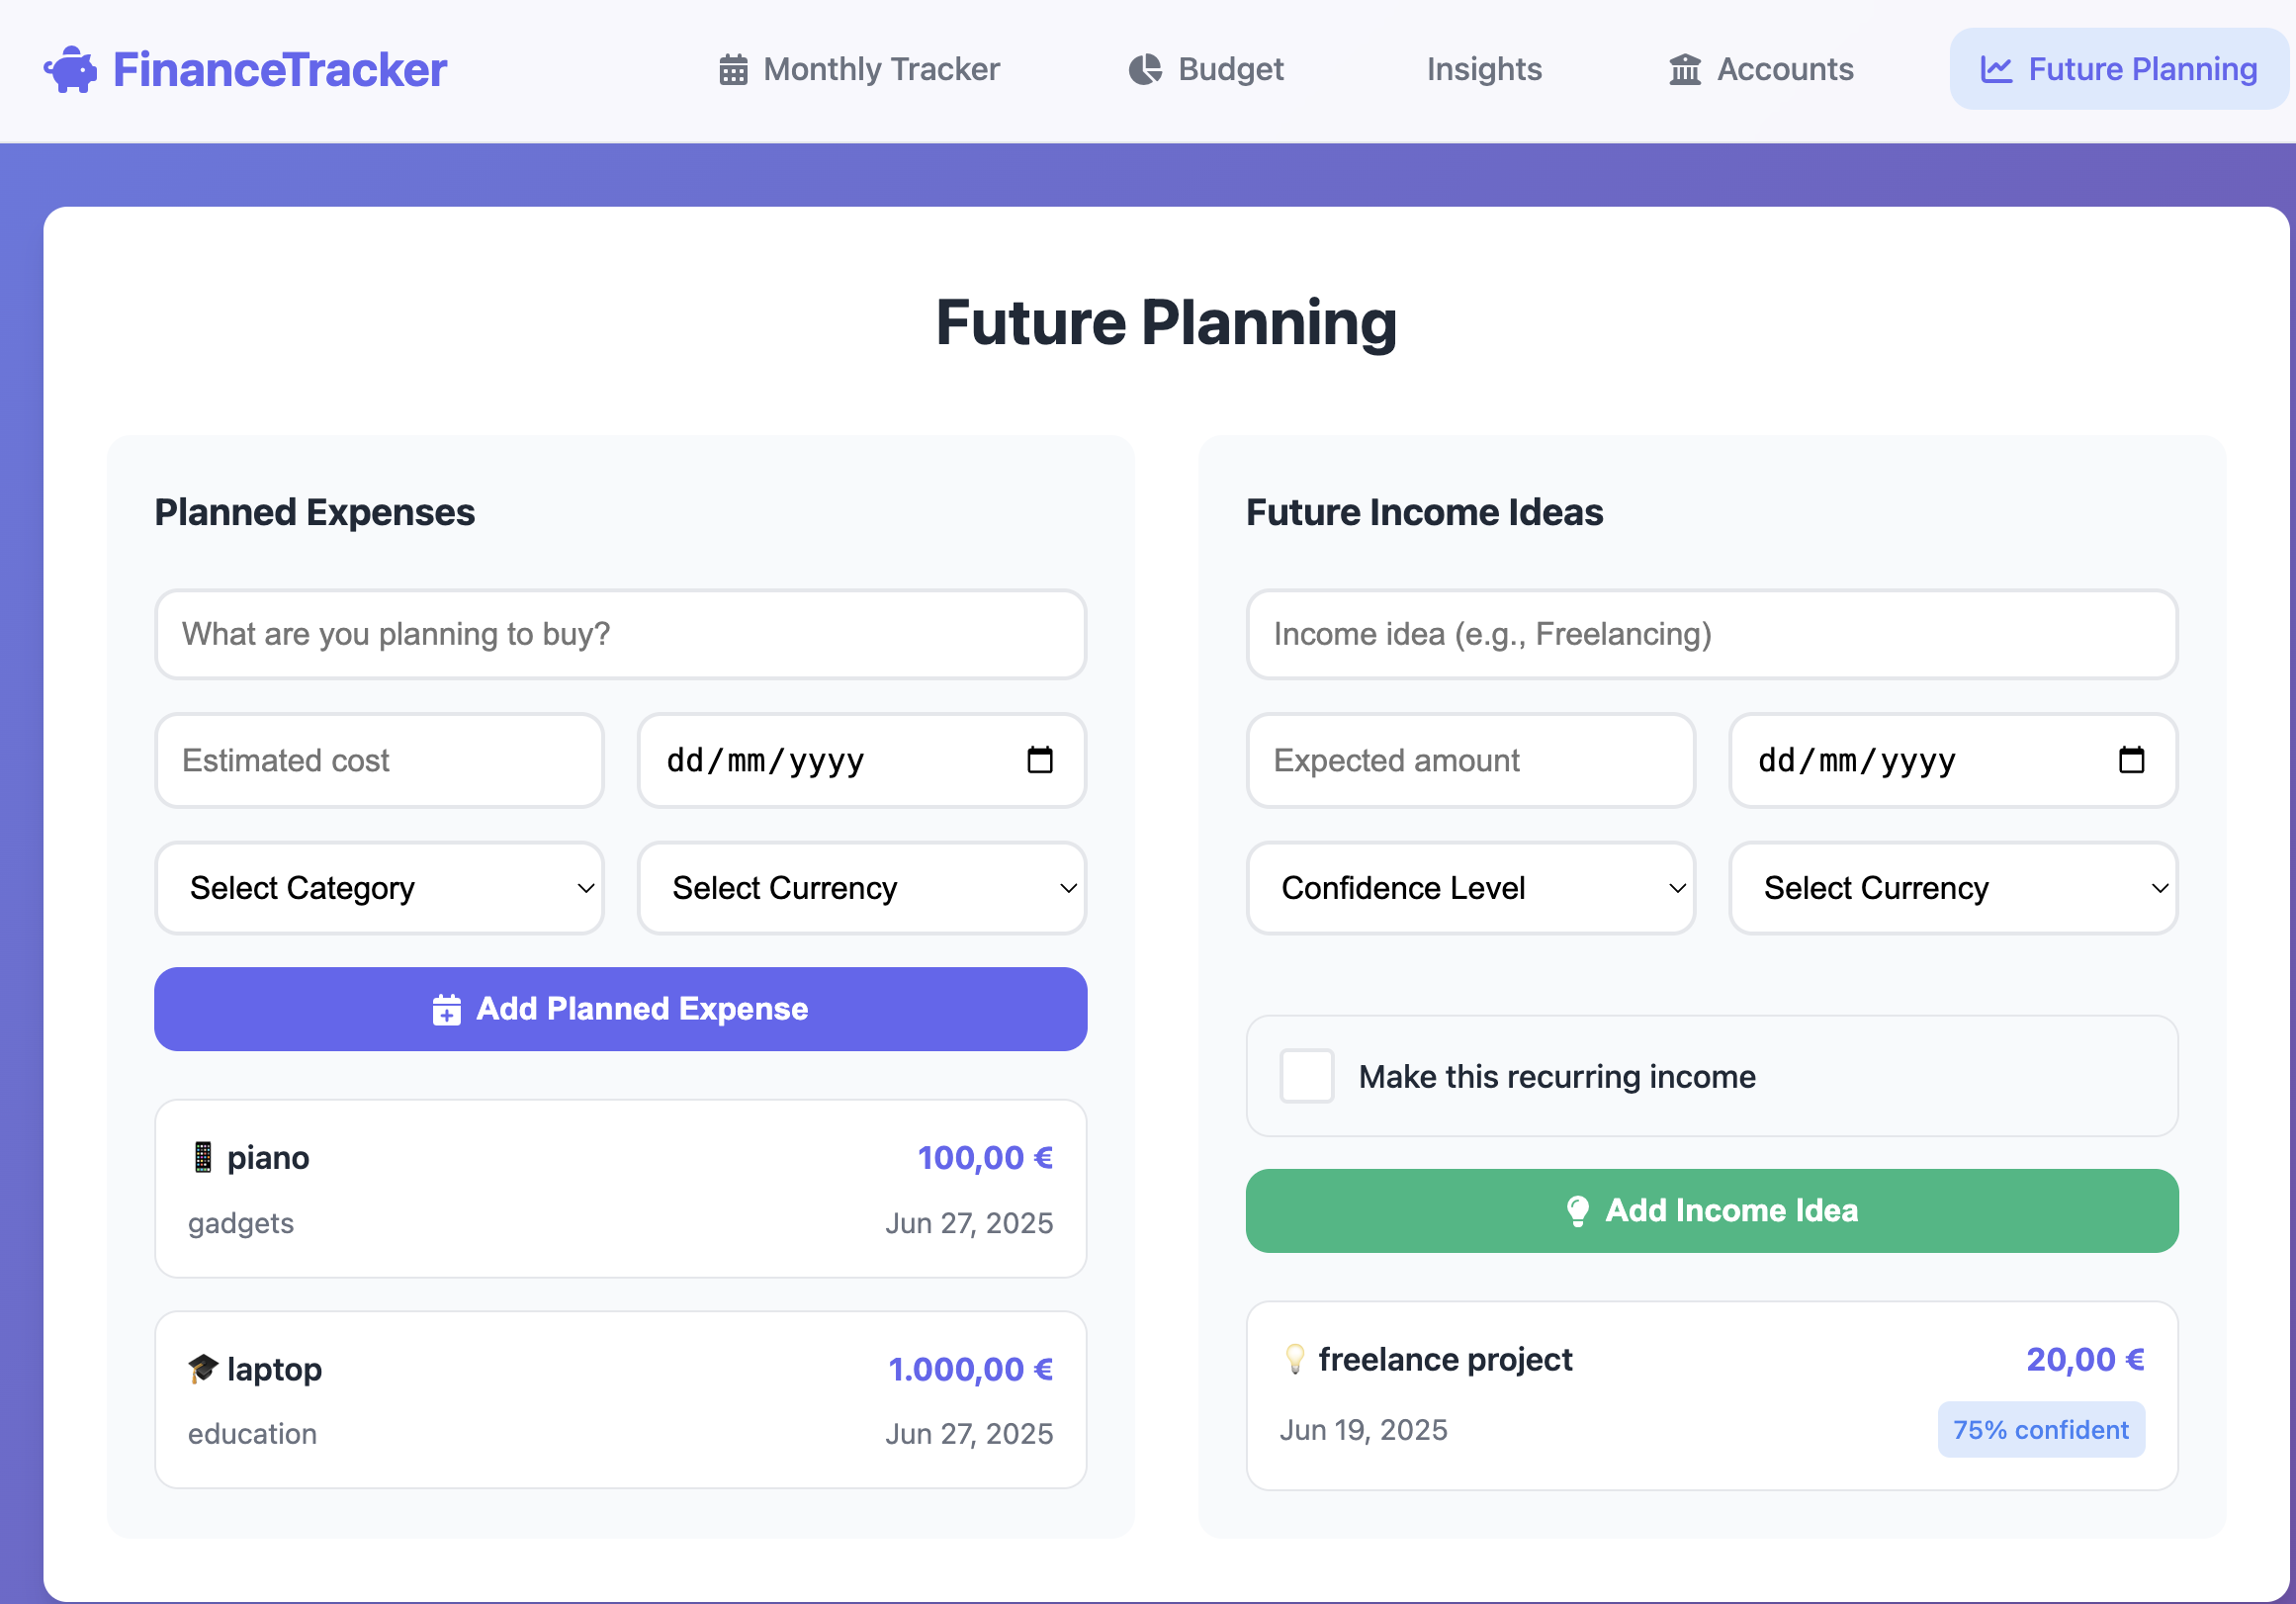 FinanceTracker
Monthly Tracker
Budget
Insights
Accounts
Future Planning
Future Planning
Planned Expenses
What are you planning to buy?
Estimated cost
dd/mm/yyyy
Select Category
Select Currency
Add Planned Expense
piano
100,00 €
gadgets
Jun 27, 2025
laptop
1.000,00 €
education
Jun 27, 2025
Future Income Ideas
Income idea (e.g., Freelancing)
Expected amount
dd/mm/yyyy
Confidence Level
Select Currency
Make this recurring income
Add Income Idea
freelance project
20,00 €
Jun 19, 2025
75% confident